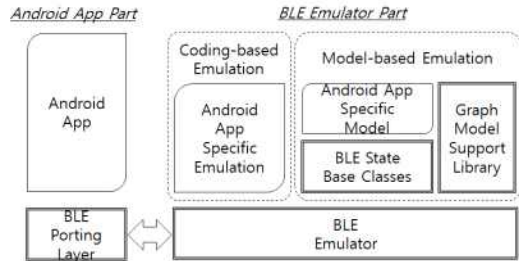 Android App Part
BLE Emulator Part
Android
App
BLE
Porting
Layer
Coding-based
Emulation
Android
App
Specific
Emulation
Model-based Emulation
Android App
Specific
Model
BLE State
Base Classes
Graph
Model
Support
Library
BLE
Emulator